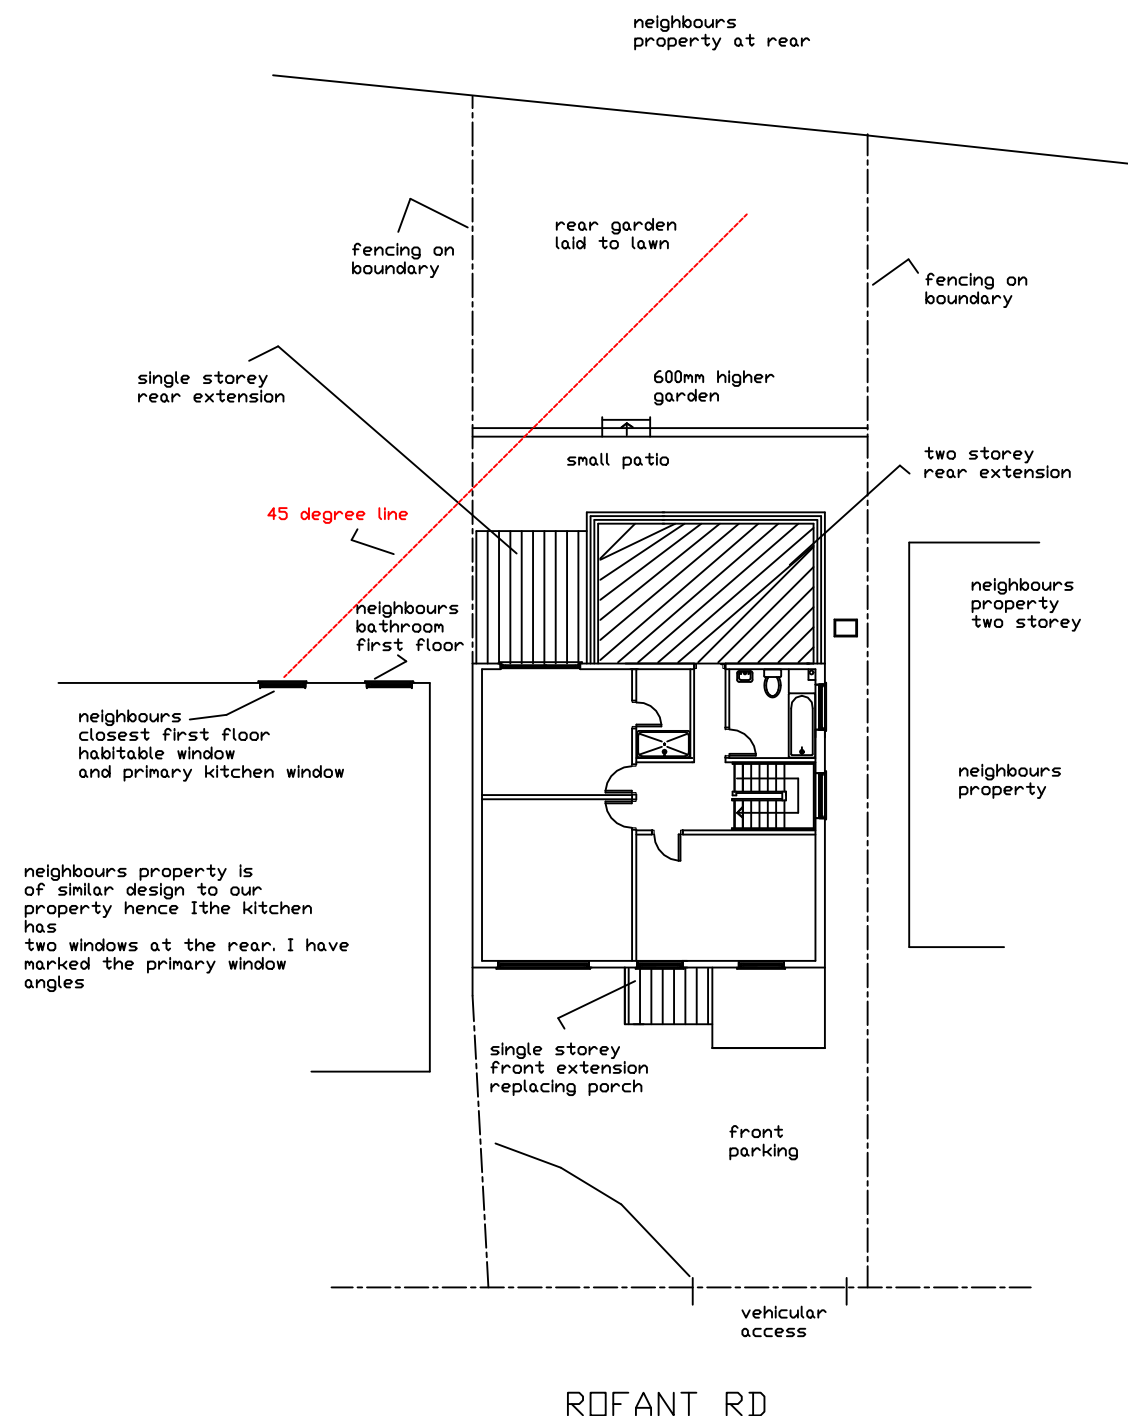 neighbours
property at rear
rear garden
laid to lawn
fencing on
boundary
fencing on
boundary
single storey
rear extension
600mm higher
garden
small patio
two storey
rear extension
45 degree line
neighbours
property
two storey
neighbours
bathroom
first floor
neighbours
closest first floor
habitable window
and primary kitchen window
neighbours
property
neighbours property is
of similar design to our
property hence Ithe kitchen
has
two windows at the rear. I have
marked the primary window
angles
single storey
front extension
replacing porch
front
parking
vehicular
access
ROFANT RD